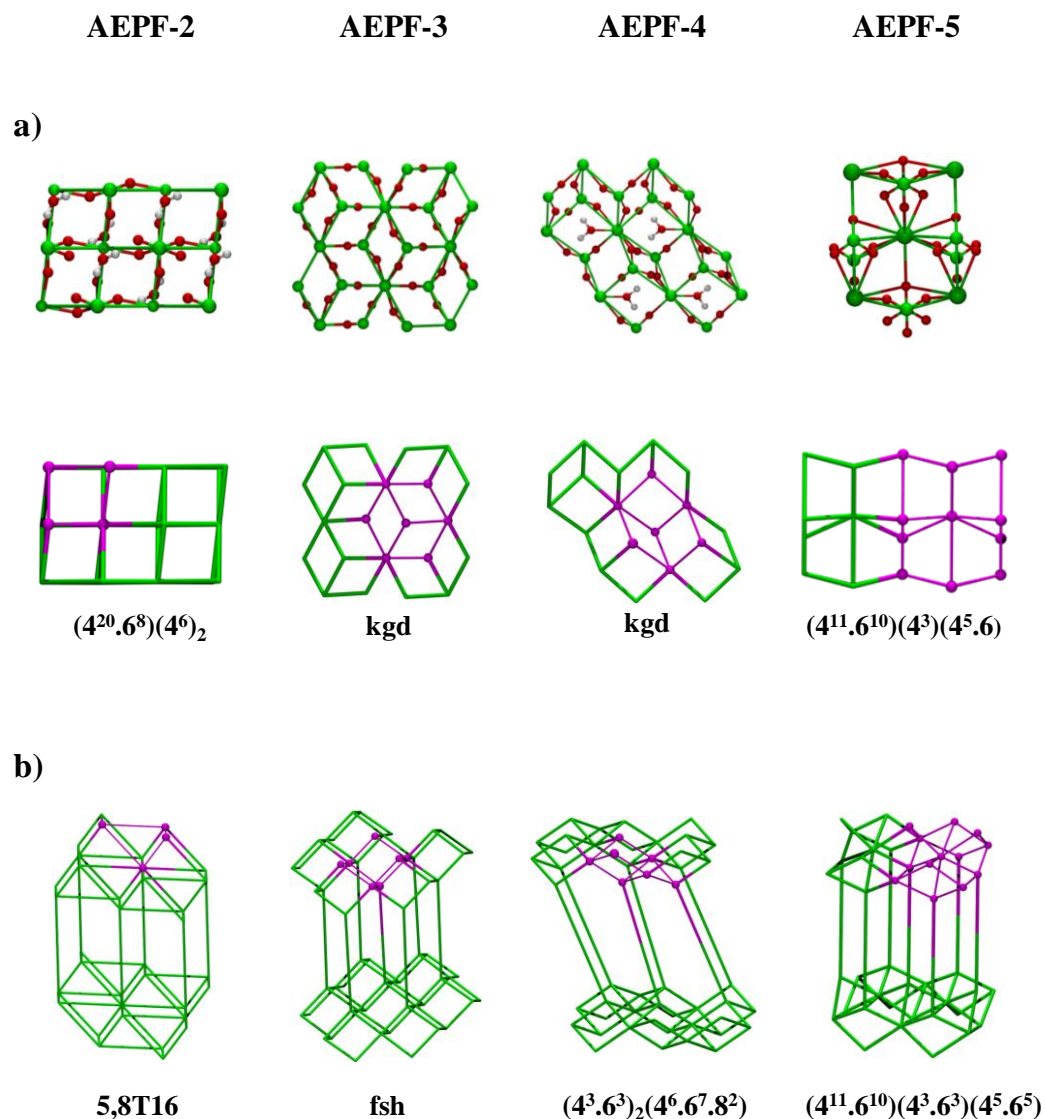 AEPF-2 AEPF-3 AEPF-4 AEPF-5
a)
(4²⁰.6⁸)(4⁶)₂ kgd kgd (4¹¹.6¹⁰)(4³)(4⁵.6)
b)
5,8T16 fsh (4³.6³)₂(4⁶.6⁷.8²) (4¹¹.6¹⁰)(4³.6³)(4⁵.6⁵)